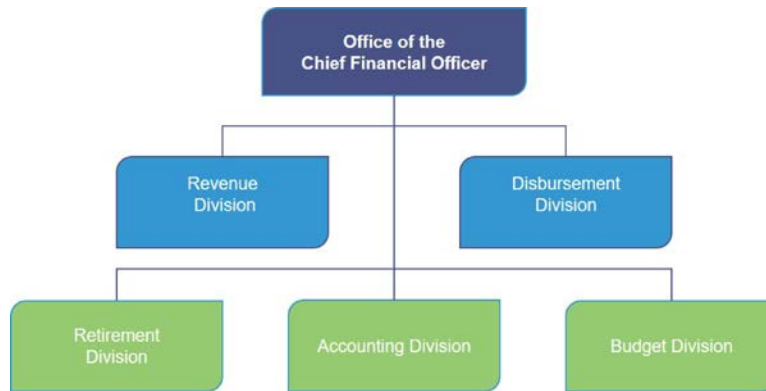 Office of the
Chief Financial Officer
Revenue
Division
Disbursement
Division
Retirement
Division
Accounting Division
Budget Division